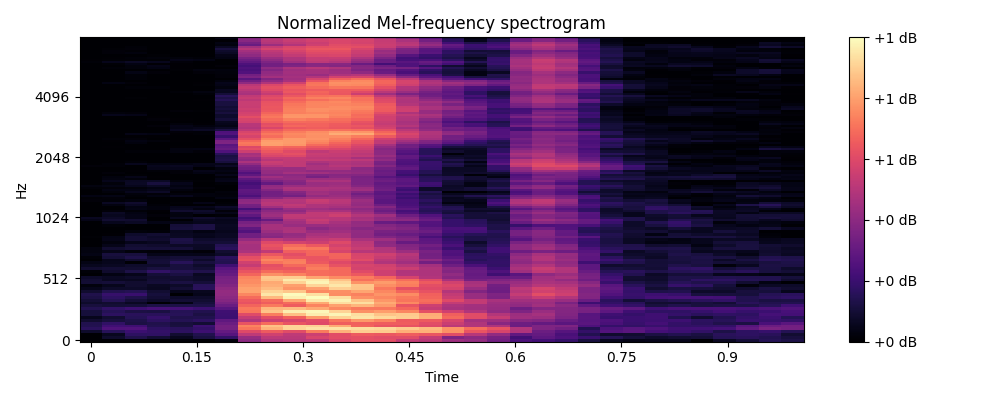 Normalized Mel-frequency spectrogram
Hz
4096
2048
1024
512
0
0 0.15 0.3 0.45 0.6 0.75 0.9
Time
+1 dB
+1 dB
+1 dB
+0 dB
+0 dB
+0 dB